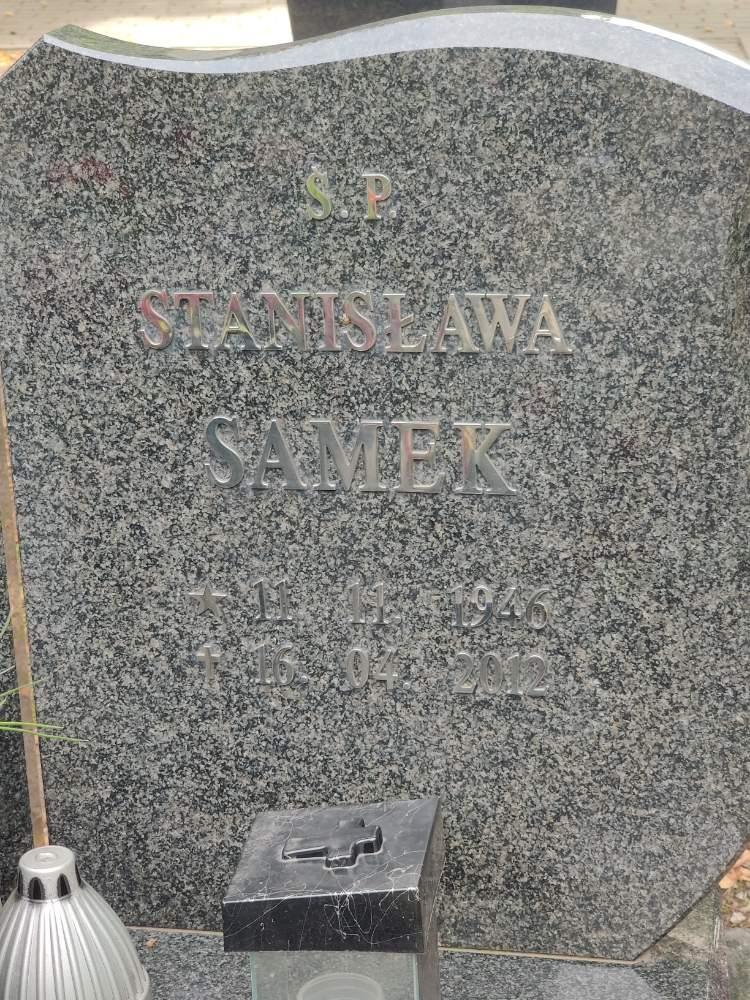 Ś.P.
STANISŁAWA
SAMEK
★ 11. 11. 1946
✝ 16. 04. 2012